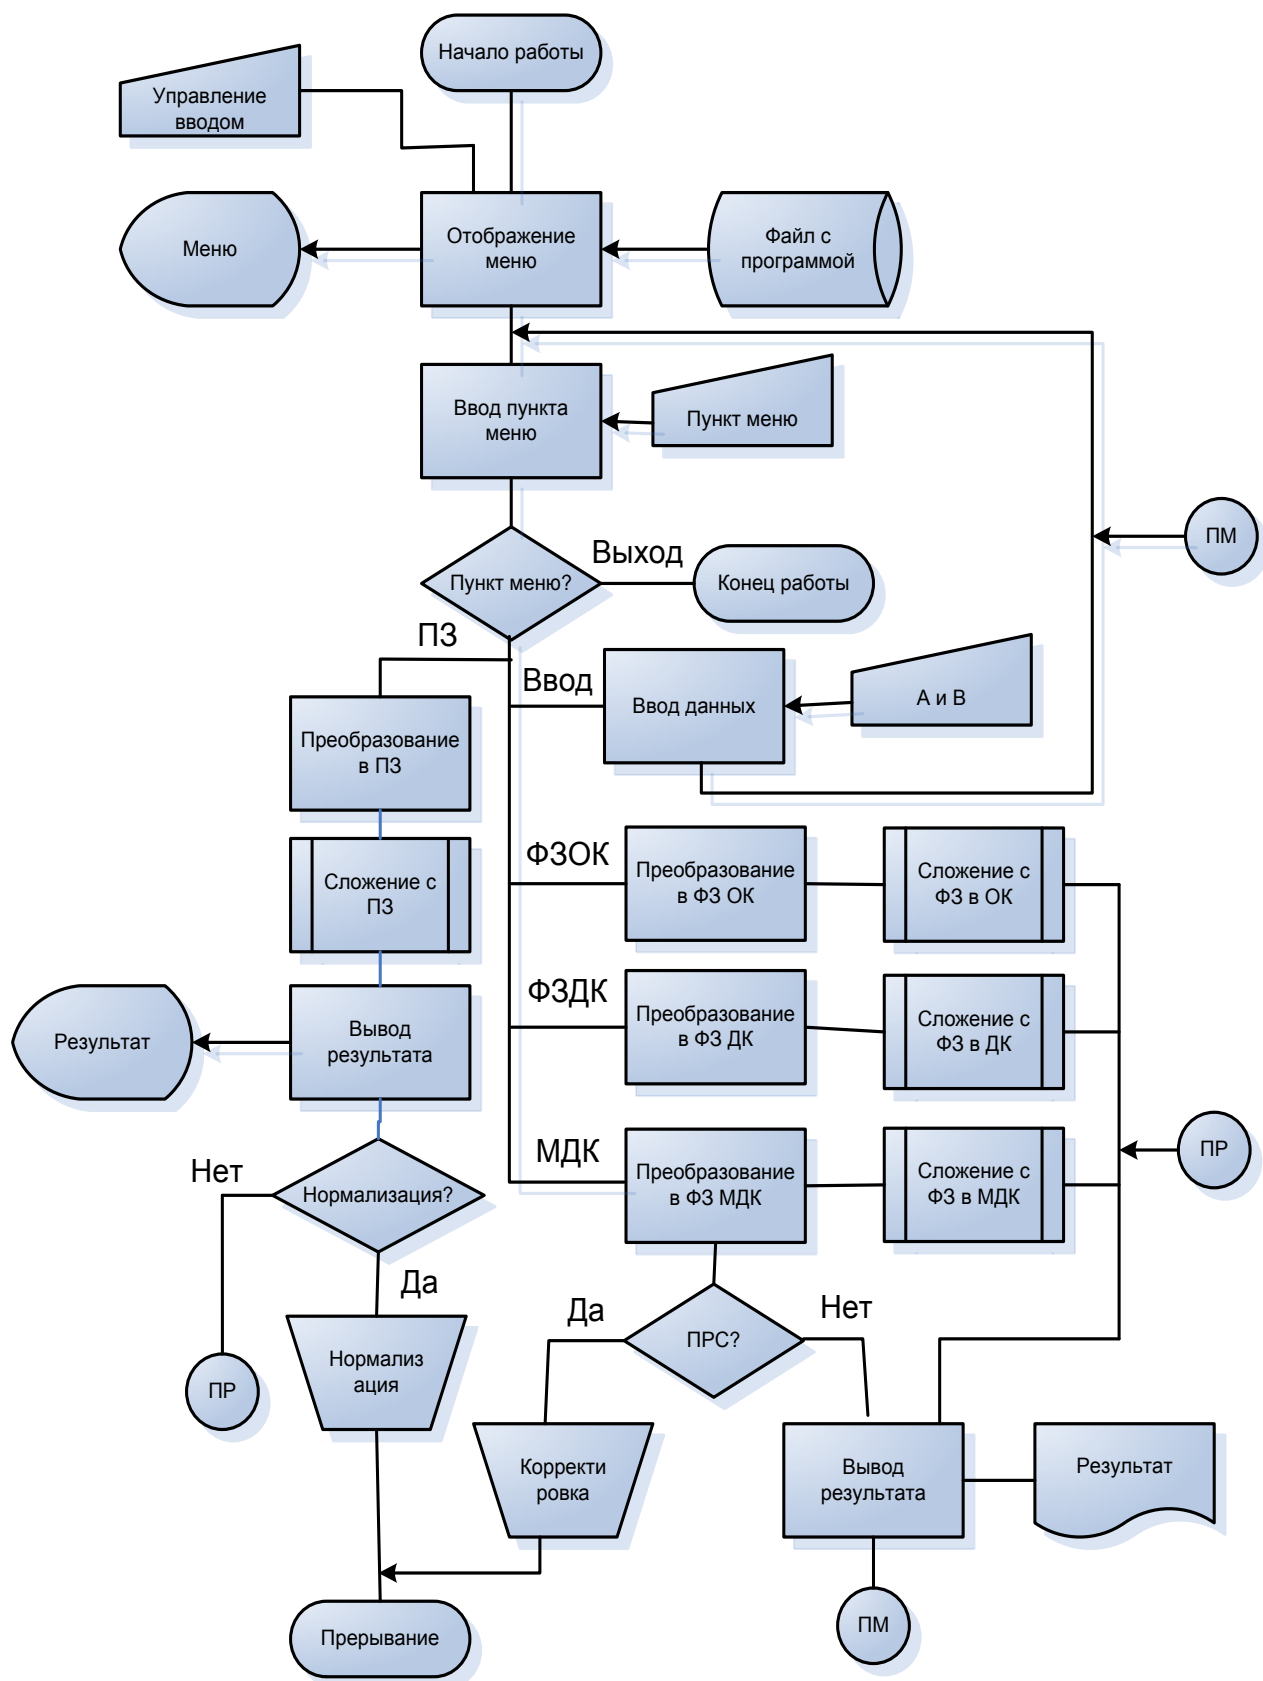 Начало работы
Управление
вводом
Меню
Отображение
меню
Файл с
программой
Ввод пункта
меню
Пункт меню
ПМ
Пункт меню?
Выход
Конец работы
ПЗ
Ввод
Ввод данных
А и В
Преобразование
в ПЗ
ФЗОК
Преобразование
в ФЗ ОК
Сложение с
ФЗ в ОК
Сложение с
ПЗ
ФЗДК
Преобразование
в ФЗ ДК
Сложение с
ФЗ в ДК
Результат
Вывод
результата
МДК
Преобразование
в ФЗ МДК
Сложение с
ФЗ в МДК
ПР
Нет
Нормализация?
Да
Да
ПРС?
Нет
ПР
Нормализ
ация
Корректи
ровка
Вывод
результата
Результат
Прерывание
ПМ